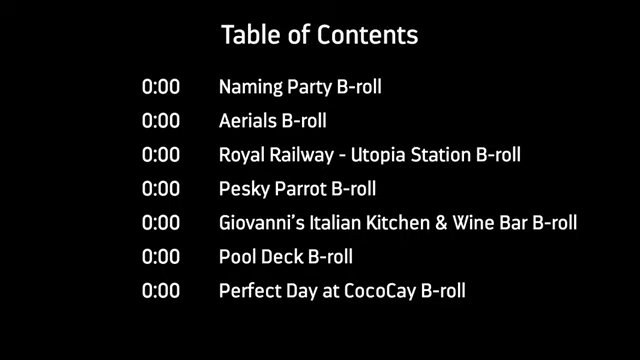 Table of Contents
0:00 Naming Party B-roll
0:00 Aerials B-roll
0:00 Royal Railway - Utopia Station B-roll
0:00 Pesky Parrot B-roll
0:00 Giovanni's Italian Kitchen & Wine Bar B-roll
0:00 Pool Deck B-roll
0:00 Perfect Day at CocoCay B-roll